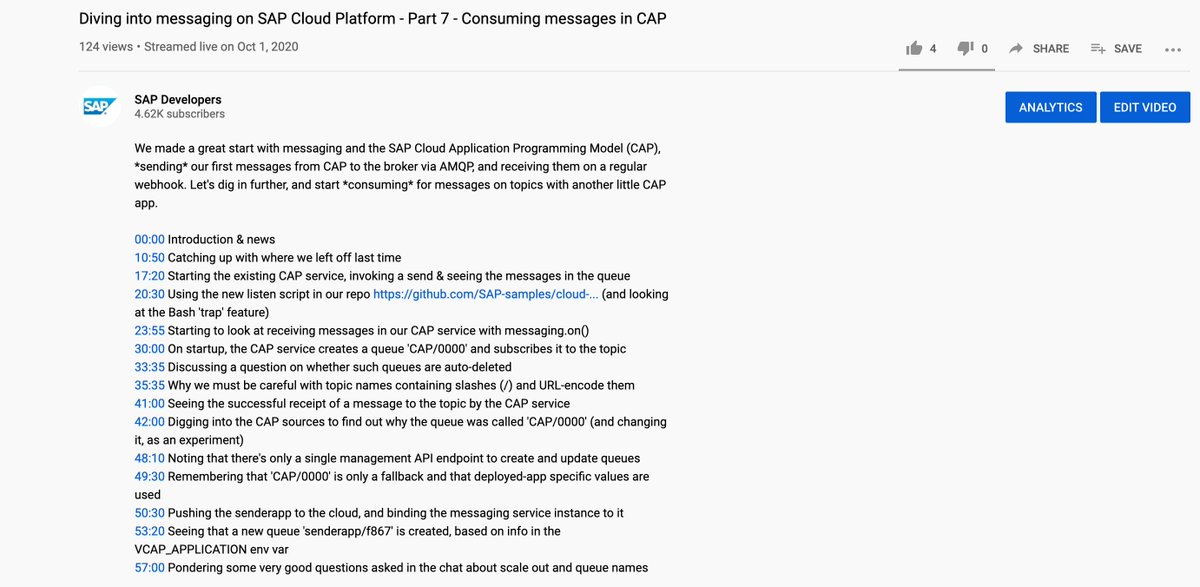 Diving into messaging on SAP Cloud Platform - Part 7 - Consuming messages in CAP
124 views • Streamed live on Oct 1, 2020
4
0
SHARE
SAVE
SAP
SAP Developers
4.62K subscribers
ANALYTICS
EDIT VIDEO
We made a great start with messaging and the SAP Cloud Application Programming Model (CAP),
*sending* our first messages from CAP to the broker via AMQP, and receiving them on a regular
webhook. Let's dig in further, and start *consuming* for messages on topics with another little CAP
app.
00:00 Introduction & news
10:50 Catching up with where we left off last time
17:20 Starting the existing CAP service, invoking a send & seeing the messages in the queue
20:30 Using the new listen script in our repo https://github.com/SAP-samples/cloud-... (and looking
at the Bash 'trap' feature)
23:55 Starting to look at receiving messages in our CAP service with messaging.on()
30:00 On startup, the CAP service creates a queue 'CAP/0000' and subscribes it to the topic
33:35 Discussing a question on whether such queues are auto-deleted
35:35 Why we must be careful with topic names containing slashes (/) and URL-encode them
41:00 Seeing the successful receipt of a message to the topic by the CAP service
42:00 Digging into the CAP sources to find out why the queue was called 'CAP/0000' (and changing
it, as an experiment)
48:10 Noting that there's only a single management API endpoint to create and update queues
49:30 Remembering that 'CAP/0000' is only a fallback and that deployed-app specific values are
used
50:30 Pushing the senderapp to the cloud, and binding the messaging service instance to it
53:20 Seeing that a new queue 'senderapp/f867' is created, based on info in the
VCAP_APPLICATION env var
57:00 Pondering some very good questions asked in the chat about scale out and queue names